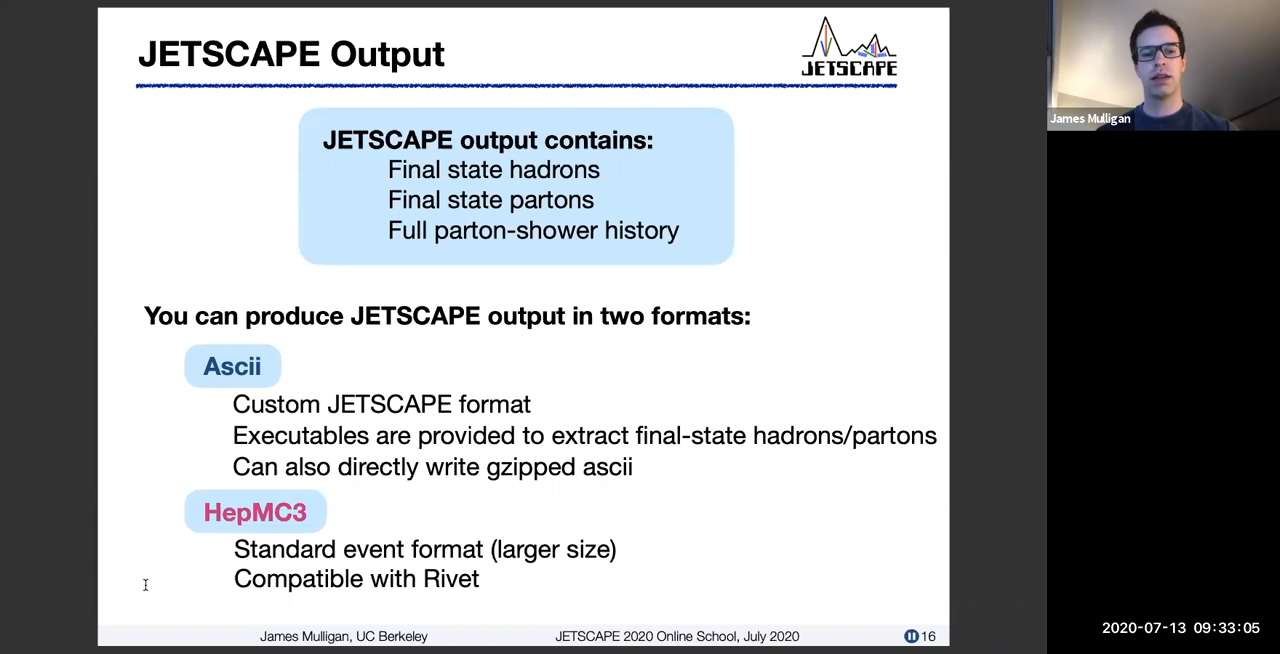 JETSCAPE Output
JETSCAPE
JETSCAPE output contains:
Final state hadrons
Final state partons
Full parton-shower history
You can produce JETSCAPE output in two formats:
Ascii
Custom JETSCAPE format
Executables are provided to extract final-state hadrons/partons
Can also directly write gzipped ascii
HepMC3
Standard event format (larger size)
Compatible with Rivet
James Mulligan, UC Berkeley
JETSCAPE 2020 Online School, July 2020
16
James Mulligan
2020-07-13 09:33:05